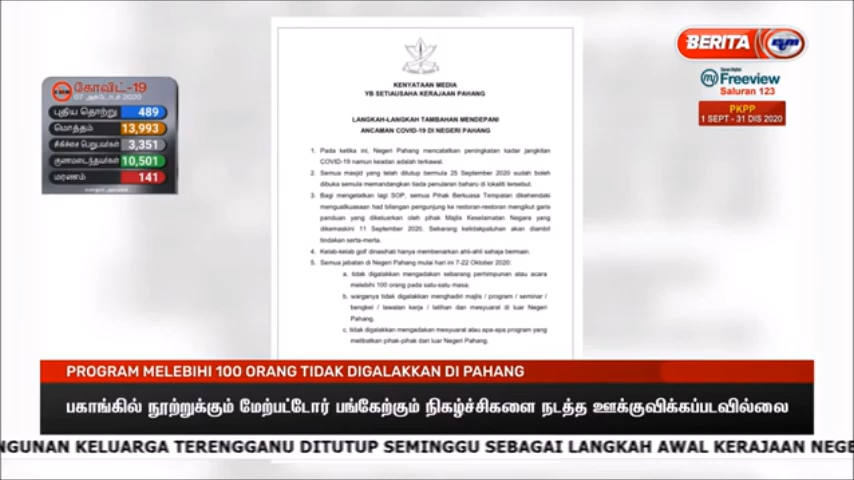 KENYATAAN MEDIA
YB SETIAUSAHA KERAJAAN PAHANG
LANGKAH-LANGKAH TAMBAHAN MENDEPANI
ANCAMAN COVID-19 DI NEGERI PAHANG
1. Pada ketika ini, Negeri Pahang mencatatkan peningkatan kadar jangkitan
COVID-19 namun keadan adalah terkawal.
2. Semua masjid yang telah ditutup bermula 25 September 2020 sudah boleh
dibuka semula memandangkan tiada penularan baharu di lokaliti tersebut.
3. Bagi mengetatkan lagi SOP, semua Pihak Berkuasa Tempatan dikehendaki
menguatkuasaan had bilangan pengunjung ke restoran-restoran mengikut garis
panduan yang dikeluarkan oleh pihak Majlis Keselamatan Negara yang
dikemaskini 11 September 2020. Sebarang ketidakpatuhan akan diambil
tindakan serta-merta.
4. Kelab-kelab golf dinasihati hanya membenarkan ahli-ahli sahaja bermain.
5. Semua jabatan di Negeri Pahang mulai hari ini 7-22 Oktober 2020:
a. tidak digalakkan mengadakan sebarang perhimpunan atau acara
melebihi 100 orang pada satu-satu masa.
b. warganya tidak digalakkan menghadiri majlis / program / seminar /
bengkel / lawatan kerja / latihan dan mesyuarat di luar Negeri
Pahang.
c. tidak digalakkan mengadakan mesyuarat atau apa-apa program yang
melibatkan pihak-pihak dari luar Negeri Pahang.
கோவிட்-19
07 அக்டோபர் 2020
புதிய தொற்று 489
மொத்தம் 13,993
சிகிச்சை பெறுபவர்கள் 3,351
குணமடைந்தவர்கள் 10,501
மரணம் 141
BERITA
myFreeview
Saluran 123
PKPP
1 SEPT - 31 DIS 2020
PROGRAM MELEBIHI 100 ORANG TIDAK DIGALAKKAN DI PAHANG
பகாங்கில் நூற்றுக்கும் மேற்பட்டோர் பங்கேற்கும் நிகழ்ச்சிகளை நடத்த ஊக்குவிக்கப்படவில்லை
NGUNAN KELUARGA TERENGGANU DITUTUP SEMINGGU SEBAGAI LANGKAH AWAL KERAJAAN NEGE